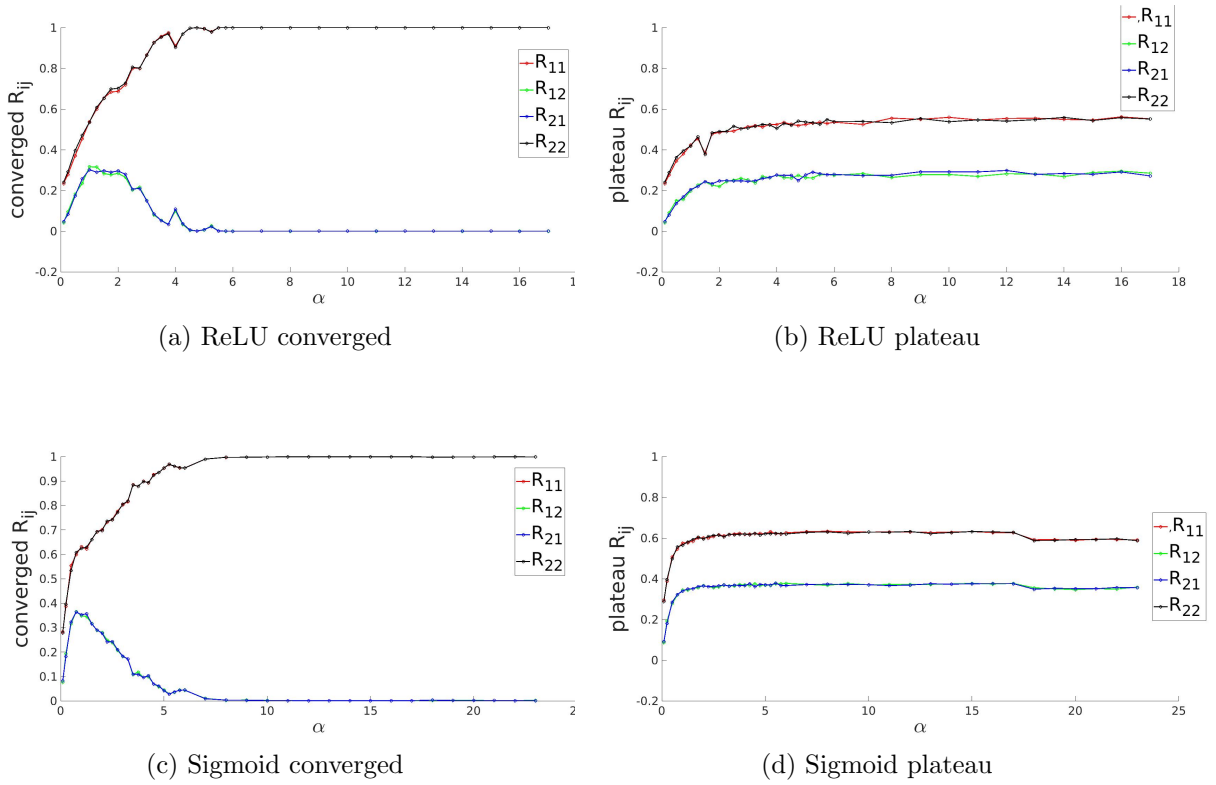 1
0.8
0.6
0.4
0.2
0
-0.2
converged R_ij
0 2 4 6 8 10 12 14 16 1
α
R_11
R_12
R_21
R_22
(a) ReLU converged
1
0.8
0.6
0.4
0.2
0
-0.2
plateau R_ij
0 2 4 6 8 10 12 14 16 18
α
,R_11
R_12
R_21
R_22
(b) ReLU plateau
1
0.9
0.8
0.7
0.6
0.5
0.4
0.3
0.2
0.1
0
converged R_ij
0 5 10 15 20 2
α
R_11
R_12
R_21
R_22
(c) Sigmoid converged
1
0.8
0.6
0.4
0.2
0
-0.2
plateau R_ij
0 5 10 15 20 25
α
,R_11
R_12
R_21
R_22
(d) Sigmoid plateau